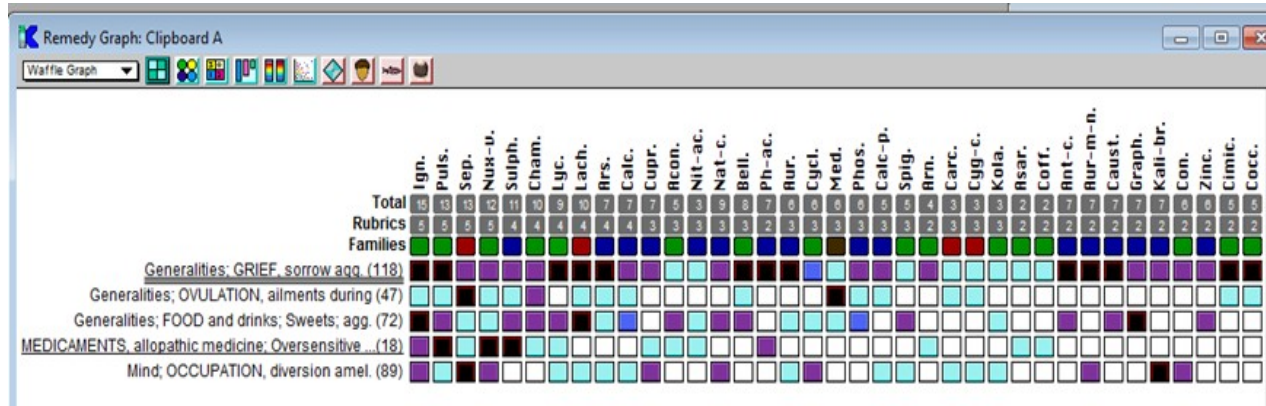 Remedy Graph: Clipboard A
Waffle Graph
Ign. Puls. Sep. Nux-v. Sulph. Cham. Lyc. Lach. Ars. Calc. Cupr. Acon. Nit-ac. Nat-c. Bell. Ph-ac. Aur. Cycl. Med. Phos. Calc-p. Spig. Arn. Carc. Cyg-c. Kola. Asar. Coff. Ant-c. Aur-m-n. Caust. Graph. Kali-br. Con. Zinc. Cimic. Cocc.
Total 15 13 13 12 11 10 9 10 7 7 7 5 3 9 8 7 6 6 6 6 5 5 4 3 3 3 2 2 7 7 7 7 7 6 6 5 5
Rubrics 5 5 5 5 4 4 4 4 4 4 3 3 3 3 3 3 3 3 3 3 3 3 2 3 3 3 2 2 2 2 2 2 2 2 2 2 2
Families
Generalities; GRIEF, sorrow agg. (118)
Generalities; OVULATION, ailments during (47)
Generalities; FOOD and drinks; Sweets; agg. (72)
MEDICAMENTS, allopathic medicine; Oversensitive ...(18)
Mind; OCCUPATION, diversion amel. (89)